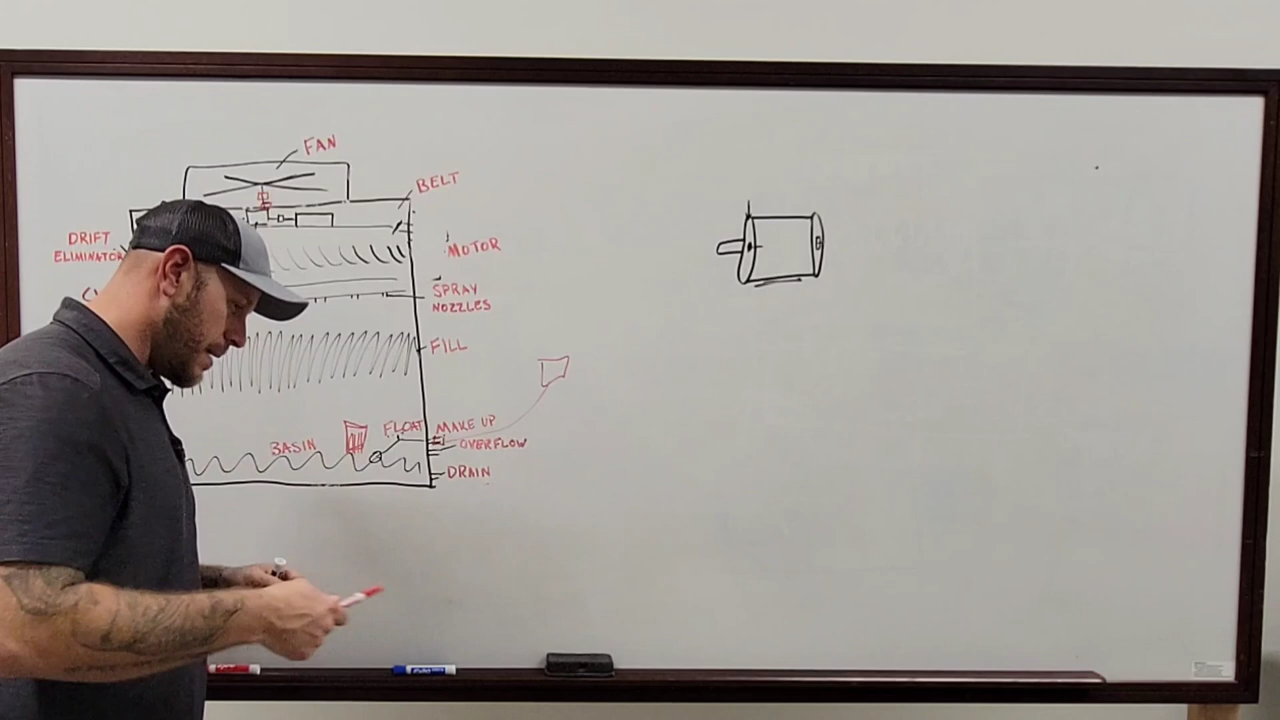 FAN
BELT
DRIFT
ELIMINATOR
MOTOR
SPRAY
NOZZLES
FILL
FLOAT
MAKE UP
BASIN
OVERFLOW
DRAIN